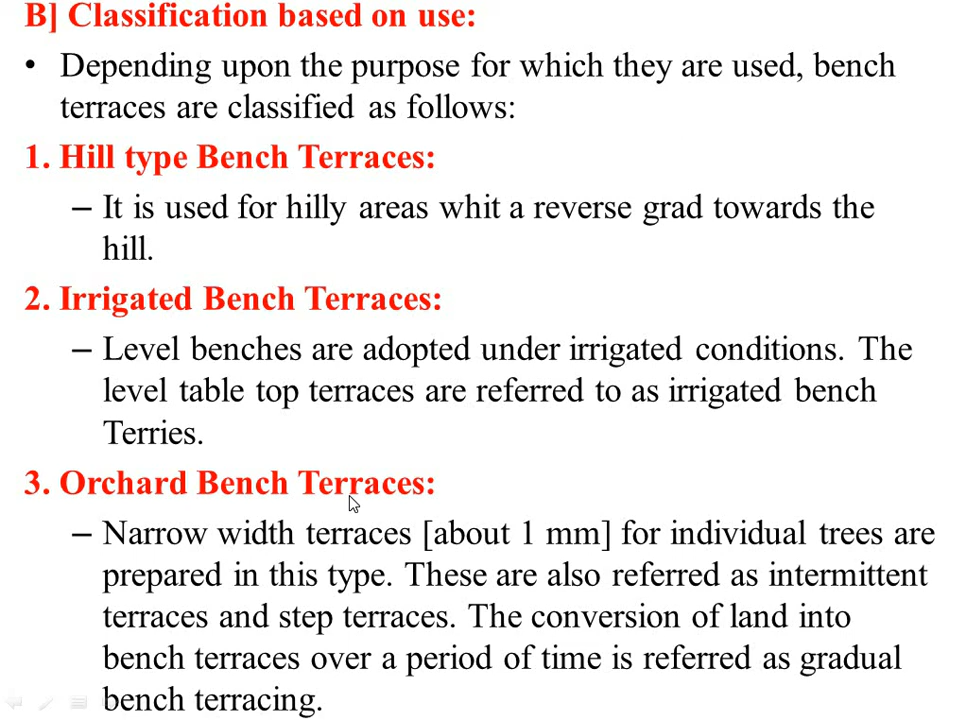 B] Classification based on use:
• Depending upon the purpose for which they are used, bench
terraces are classified as follows:
1. Hill type Bench Terraces:
– It is used for hilly areas whit a reverse grad towards the
hill.
2. Irrigated Bench Terraces:
– Level benches are adopted under irrigated conditions. The
level table top terraces are referred to as irrigated bench
Terries.
3. Orchard Bench Terraces:
– Narrow width terraces [about 1 mm] for individual trees are
prepared in this type. These are also referred as intermittent
terraces and step terraces. The conversion of land into
bench terraces over a period of time is referred as gradual
bench terracing.